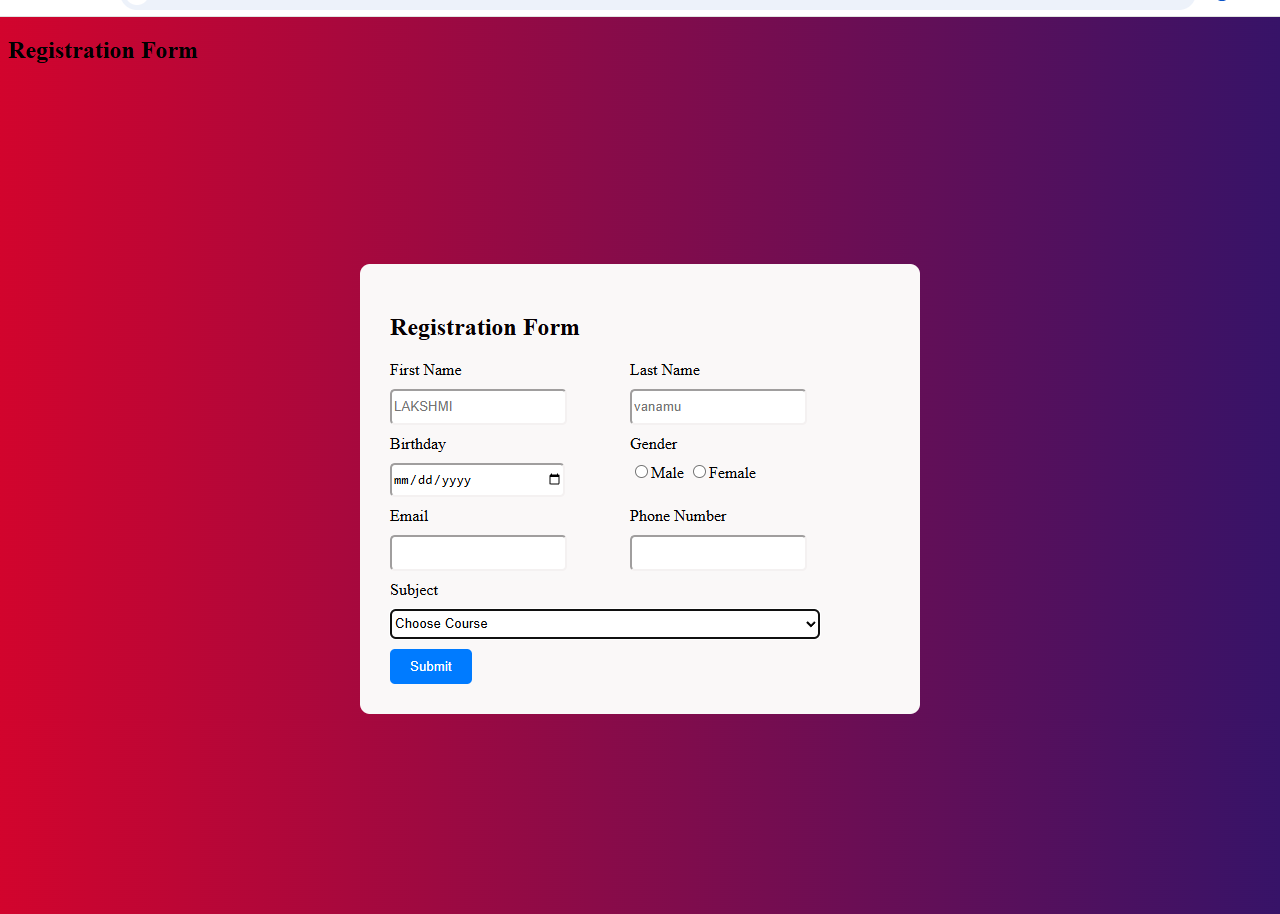 Registration Form
Registration Form
First Name Last Name
LAKSHMI vanamu
Birthday Gender
mm/dd/yyyy Male Female
Email Phone Number
Subject
Choose Course
Submit